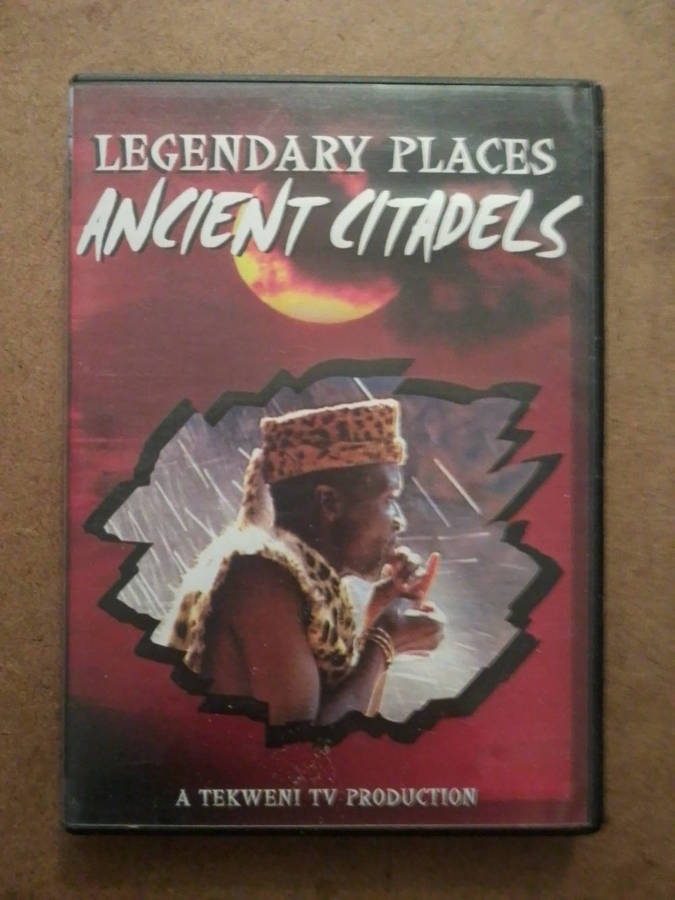 LEGENDARY PLACES
ANCIENT CITADELS
A TEKWENI TV PRODUCTION